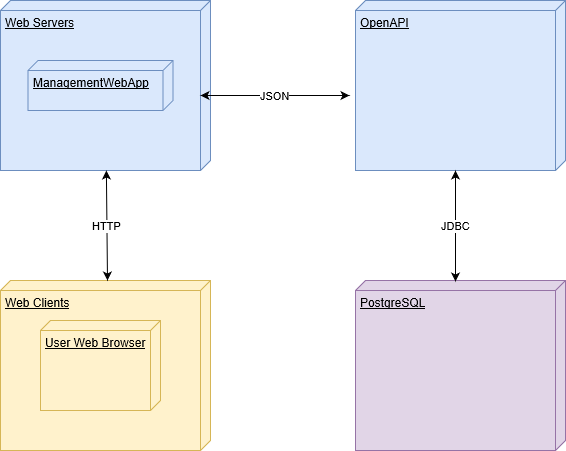 Web Servers
OpenAPI
ManagementWebApp
JSON
HTTP
JDBC
Web Clients
PostgreSQL
User Web Browser